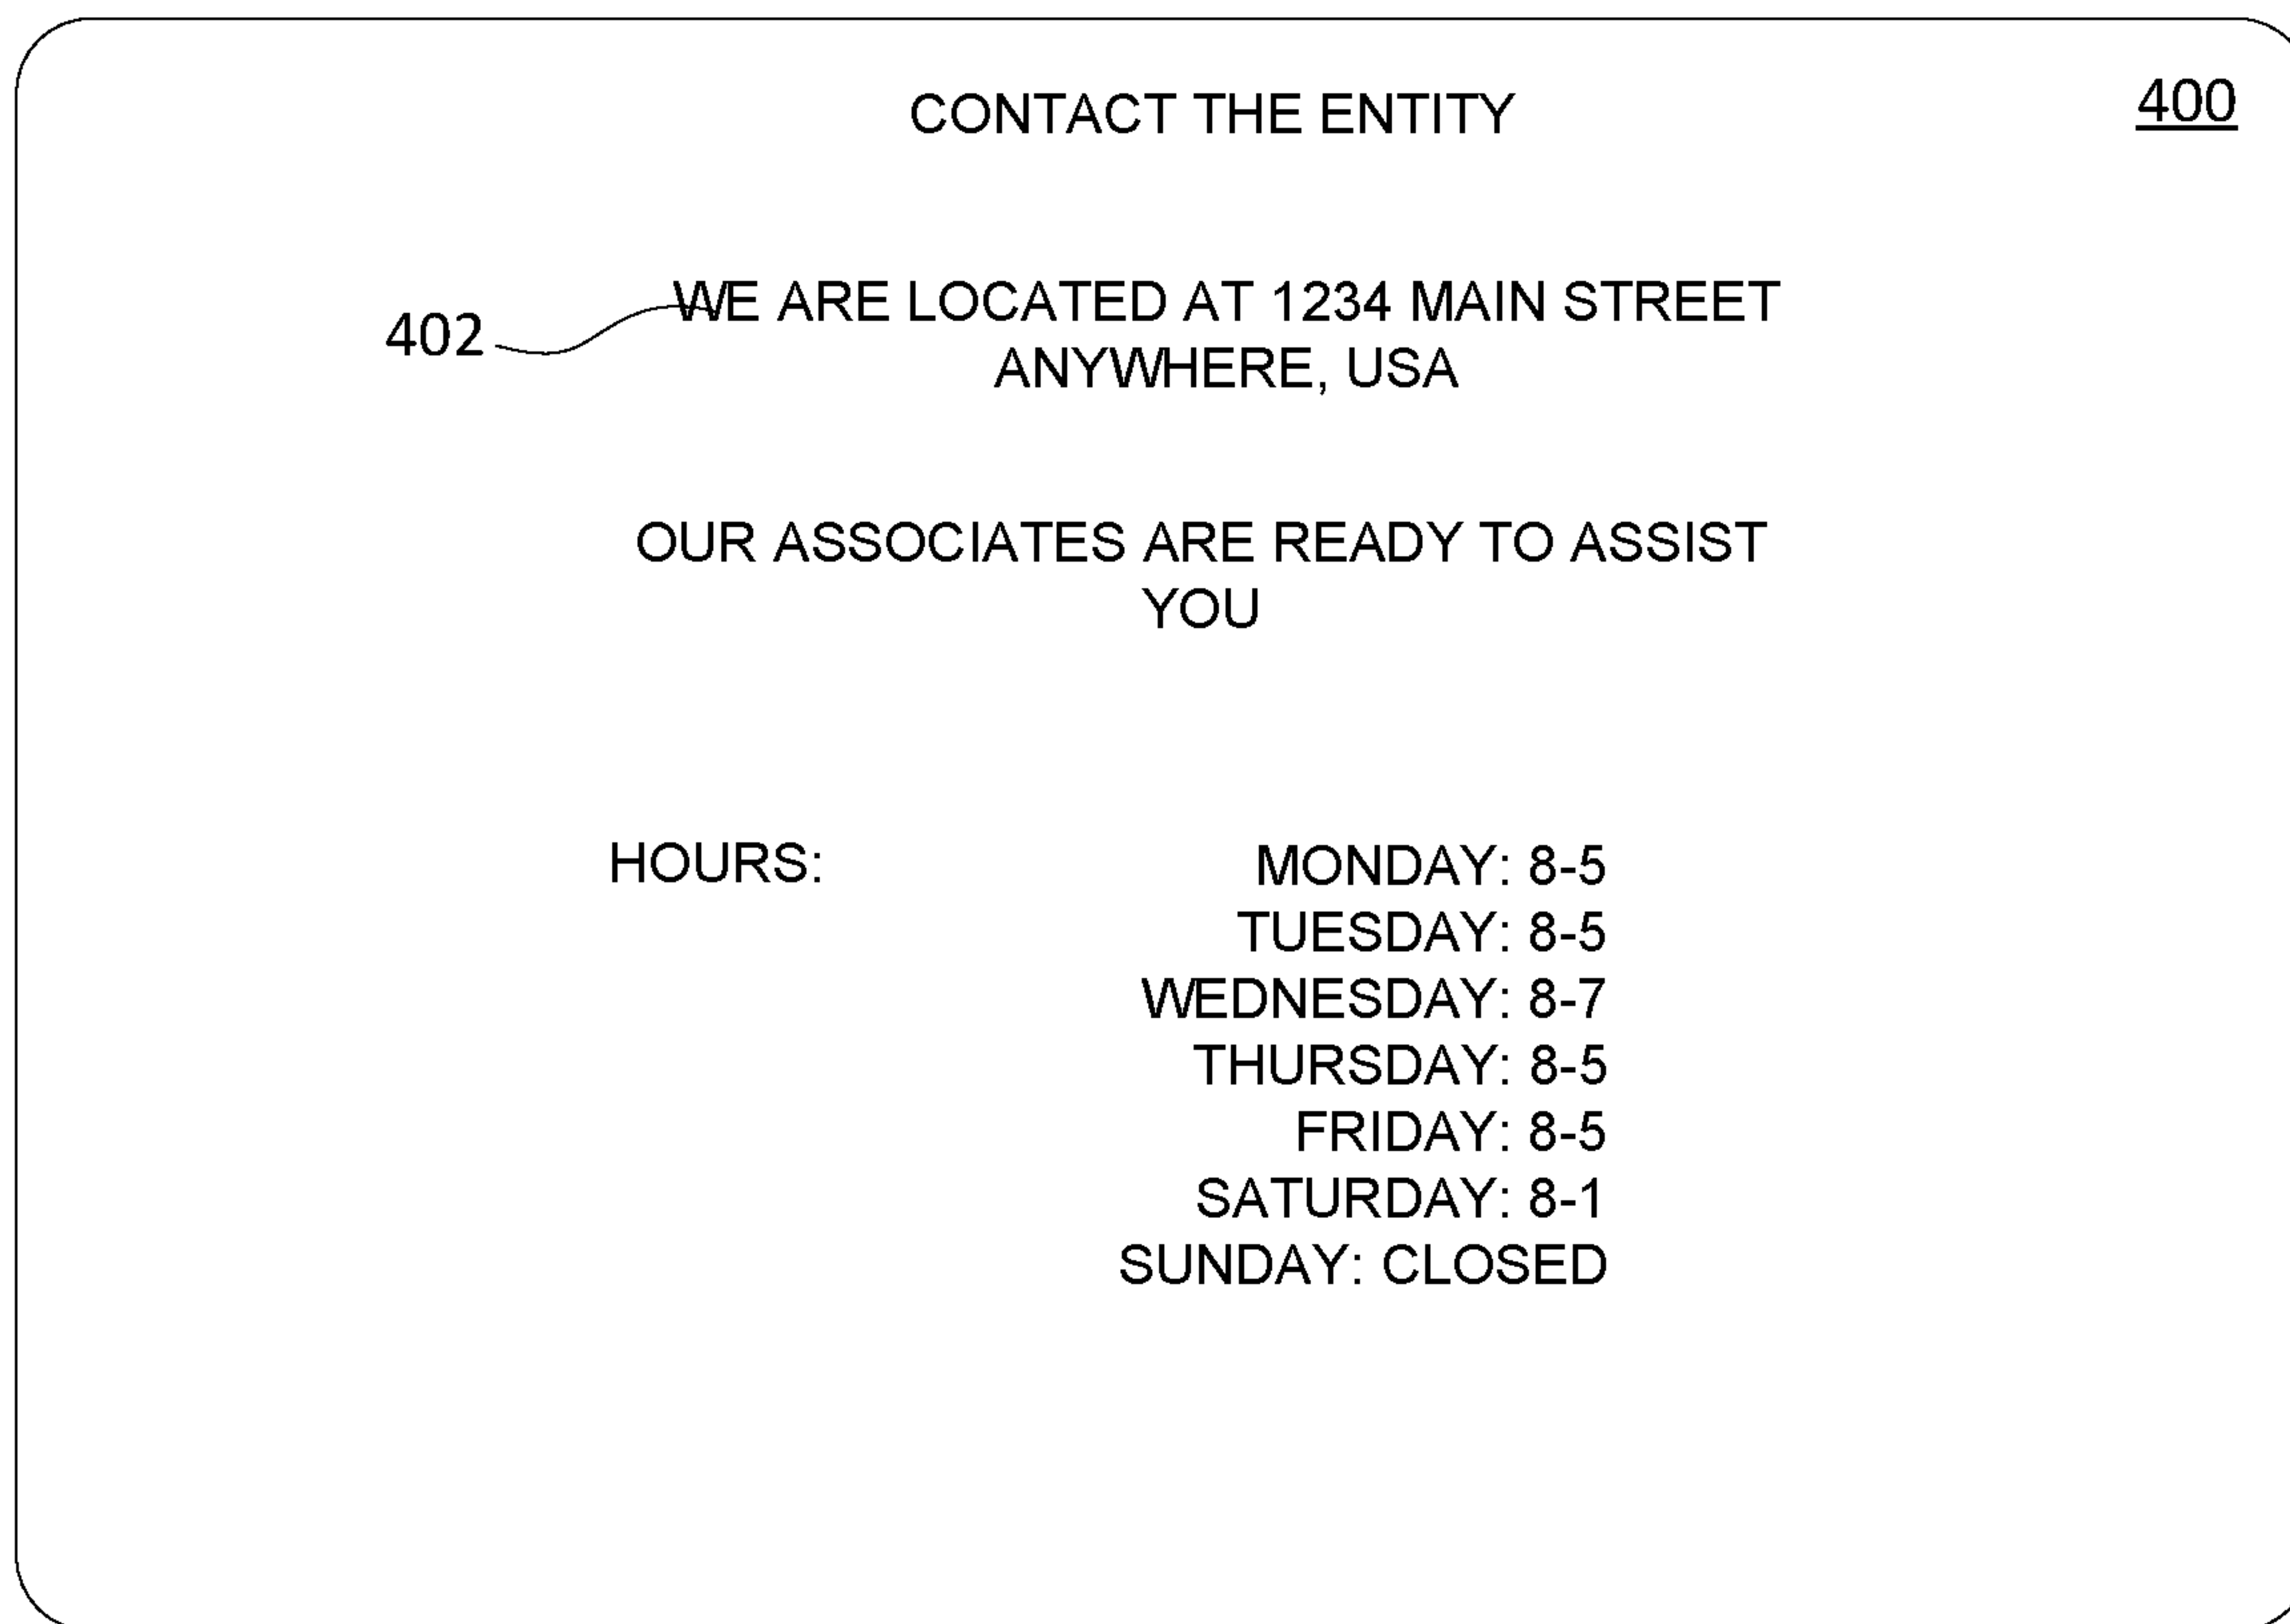 CONTACT THE ENTITY
400
402
WE ARE LOCATED AT 1234 MAIN STREET
ANYWHERE, USA
OUR ASSOCIATES ARE READY TO ASSIST
YOU
HOURS:
MONDAY: 8-5
TUESDAY: 8-5
WEDNESDAY: 8-7
THURSDAY: 8-5
FRIDAY: 8-5
SATURDAY: 8-1
SUNDAY: CLOSED